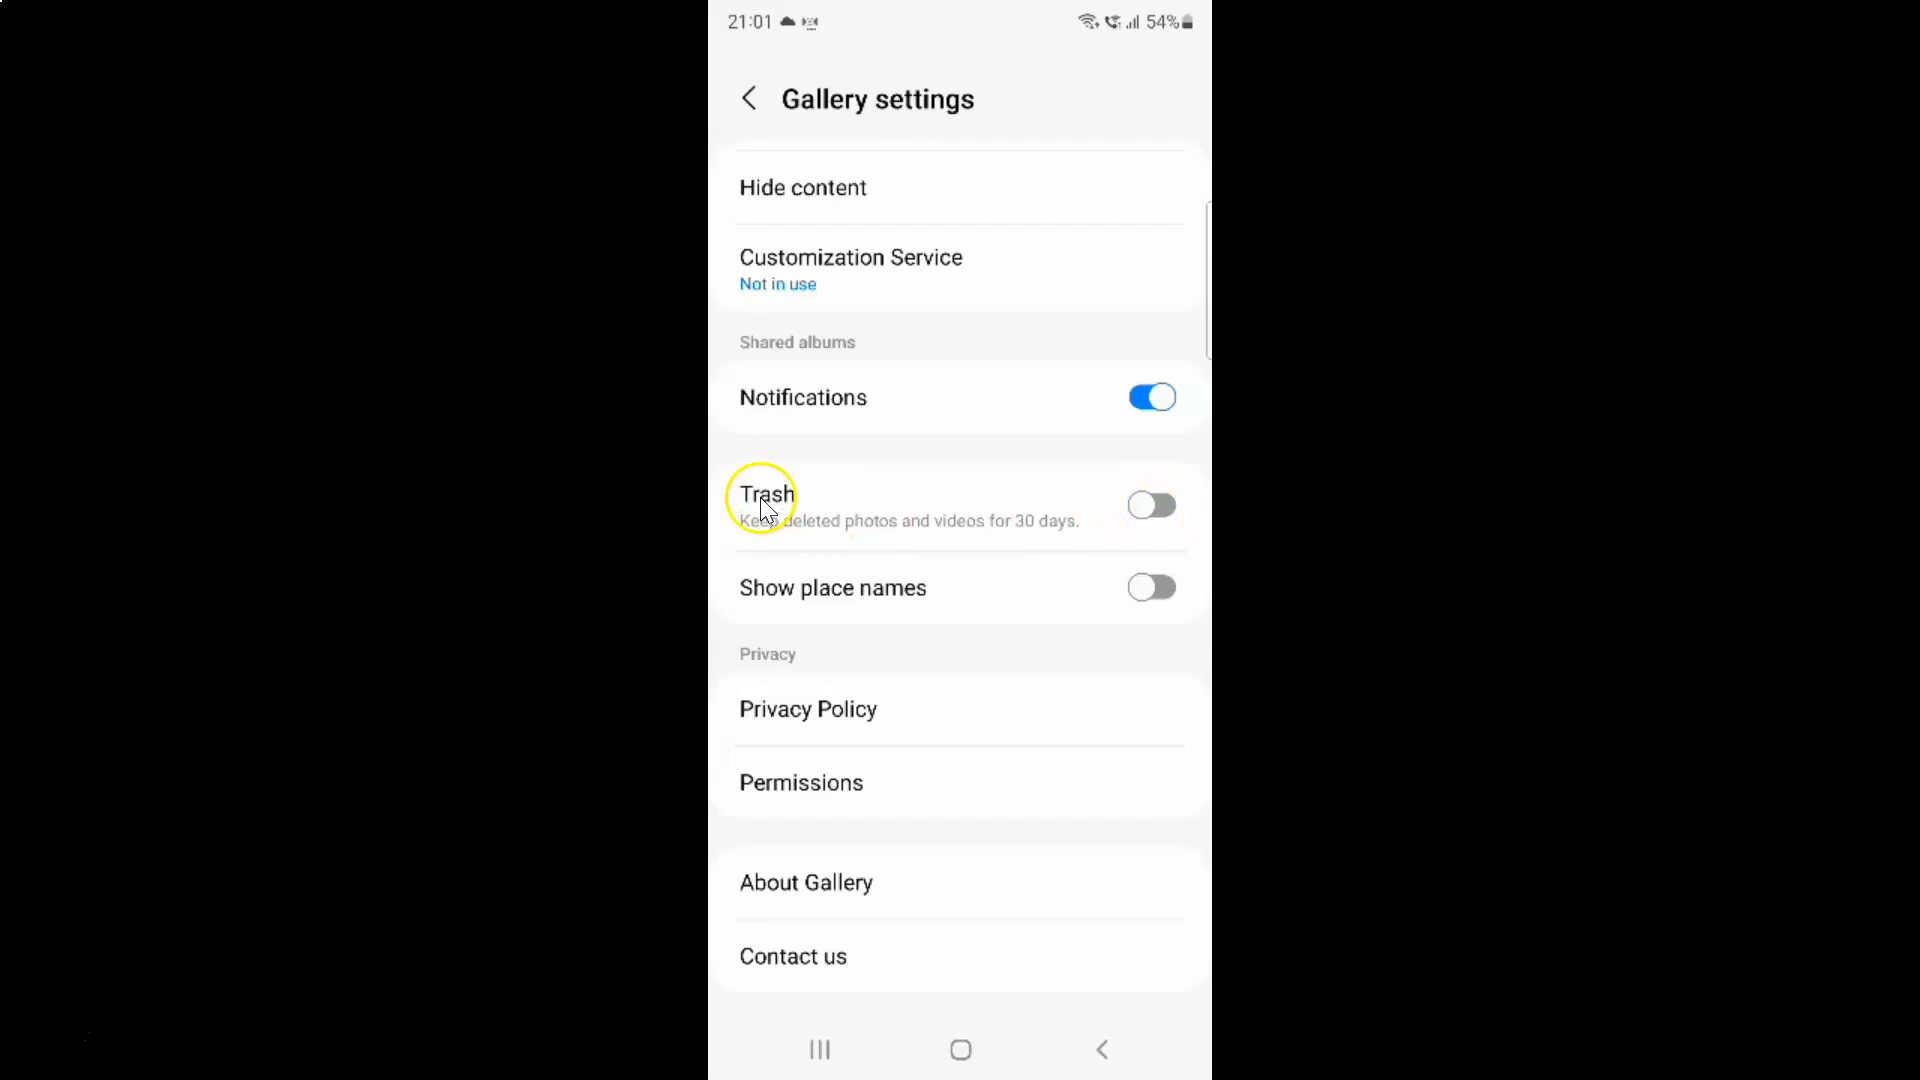 21:01 54%
Gallery settings
Hide content
Customization Service
Not in use
Shared albums
Notifications
Trash
Keep deleted photos and videos for 30 days.
Show place names
Privacy
Privacy Policy
Permissions
About Gallery
Contact us